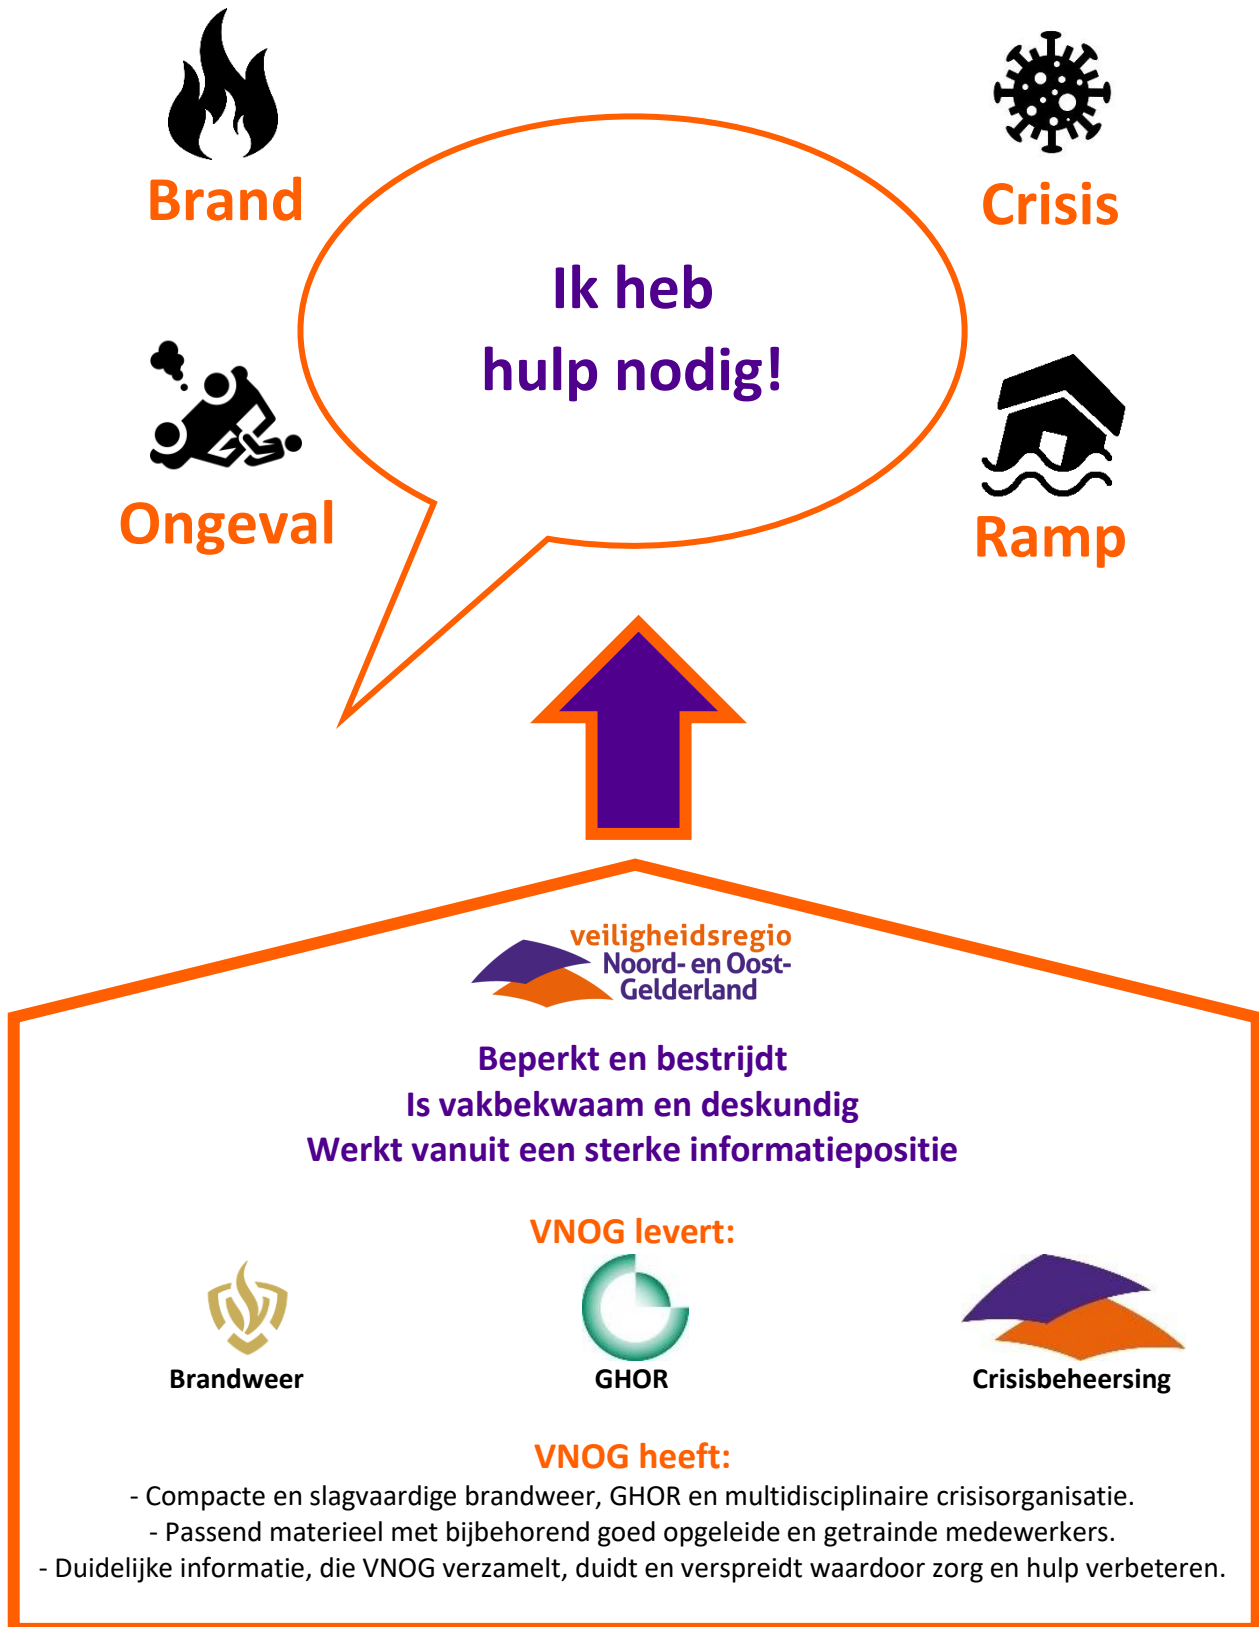 Brand
Crisis
Ik heb
hulp nodig!
Ongeval
Ramp
veiligheidsregio
Noord- en Oost-
Gelderland
Beperkt en bestrijdt
Is vakbekwaam en deskundig
Werkt vanuit een sterke informatiepositie
VNOG levert:
Brandweer
GHOR
Crisisbeheersing
VNOG heeft:
- Compacte en slagvaardige brandweer, GHOR en multidisciplinaire crisisorganisatie.
- Passend materieel met bijbehorend goed opgeleide en getrainde medewerkers.
- Duidelijke informatie, die VNOG verzamelt, duidt en verspreidt waardoor zorg en hulp verbeteren.